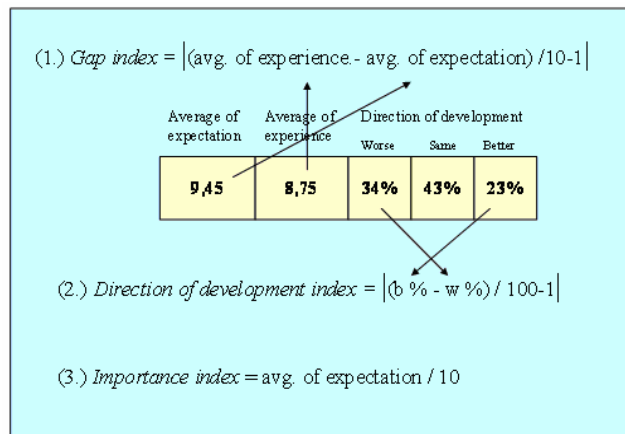 (1.) Gap index = |(avg. of experience.- avg. of expectation) /10-1|
Average of expectation
Average of experience
Direction of development
Worse Same Better
9,45 8,75 34% 43% 23%
(2.) Direction of development index = |(b % - w %) / 100-1|
(3.) Importance index = avg. of expectation / 10